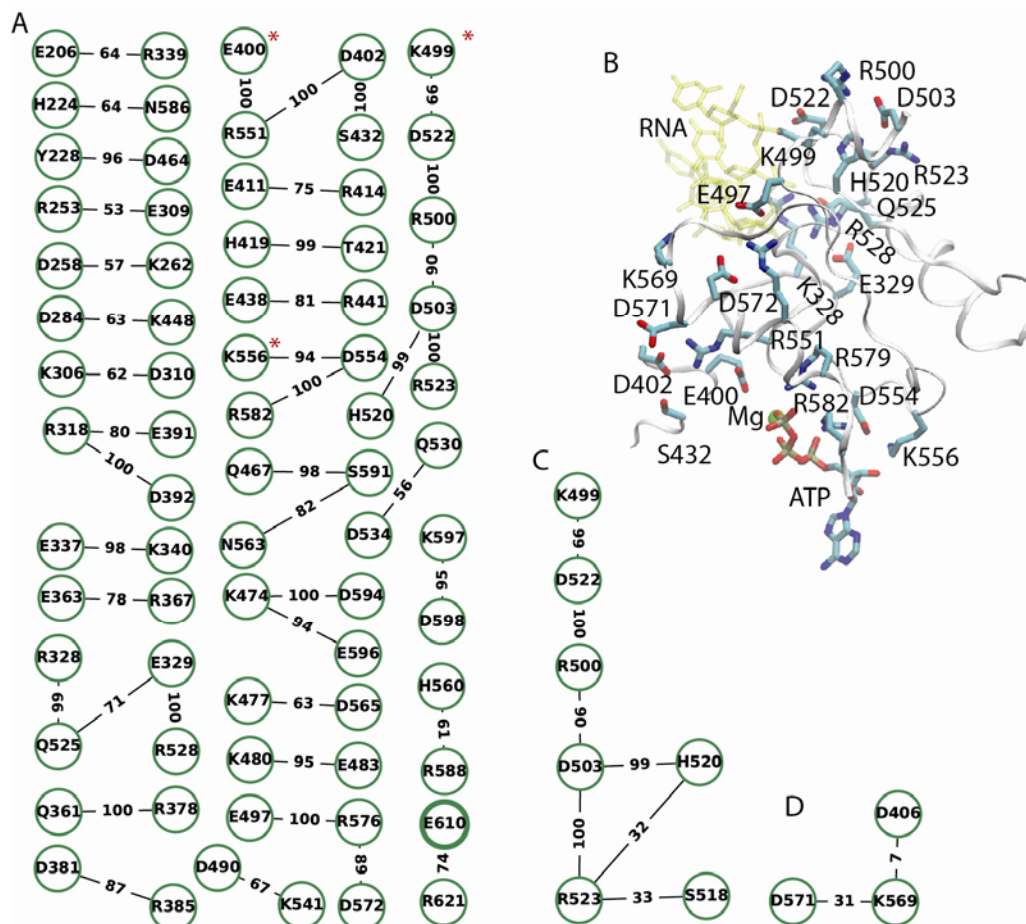 A
E206 64 R339
H224 64 N586
Y228 96 D464
R253 53 E309
D258 57 K262
D284 63 K448
K306 62 D310
R318 80 E391
100
D392
E337 98 K340
E363 78 R367
R328 E329
66 71 100
Q525 R528
Q361 100 R378
D381 87 R385
E400 * D402
100 100 100
R551 S432
E411 75 R414
H419 99 T421
E438 81 R441
K556 * 94 D554
100
R582
Q467 98 S591
82
N563
K474 100 D594
94
E596
K477 63 D565
K480 95 E483
E497 100 R576
68
D572
D490 67 K541
K499 *
99
D522
100
R500
90
D503
99 100
H520 R523
Q530
56
D534
K597
56
D598
H560
61
R588
E610
74
R621
B
R500
D522
D503
RNA
K499
E497
H520
R523
Q525
R528
K569
K328
E329
D571
D572
R551
R579
D402
E400
R582
D554
Mg
S432
K556
ATP
C
K499
99
D522
100
R500
90
D503 99 H520
100 32
R523 33 S518
D
D406
7
D571 31 K569